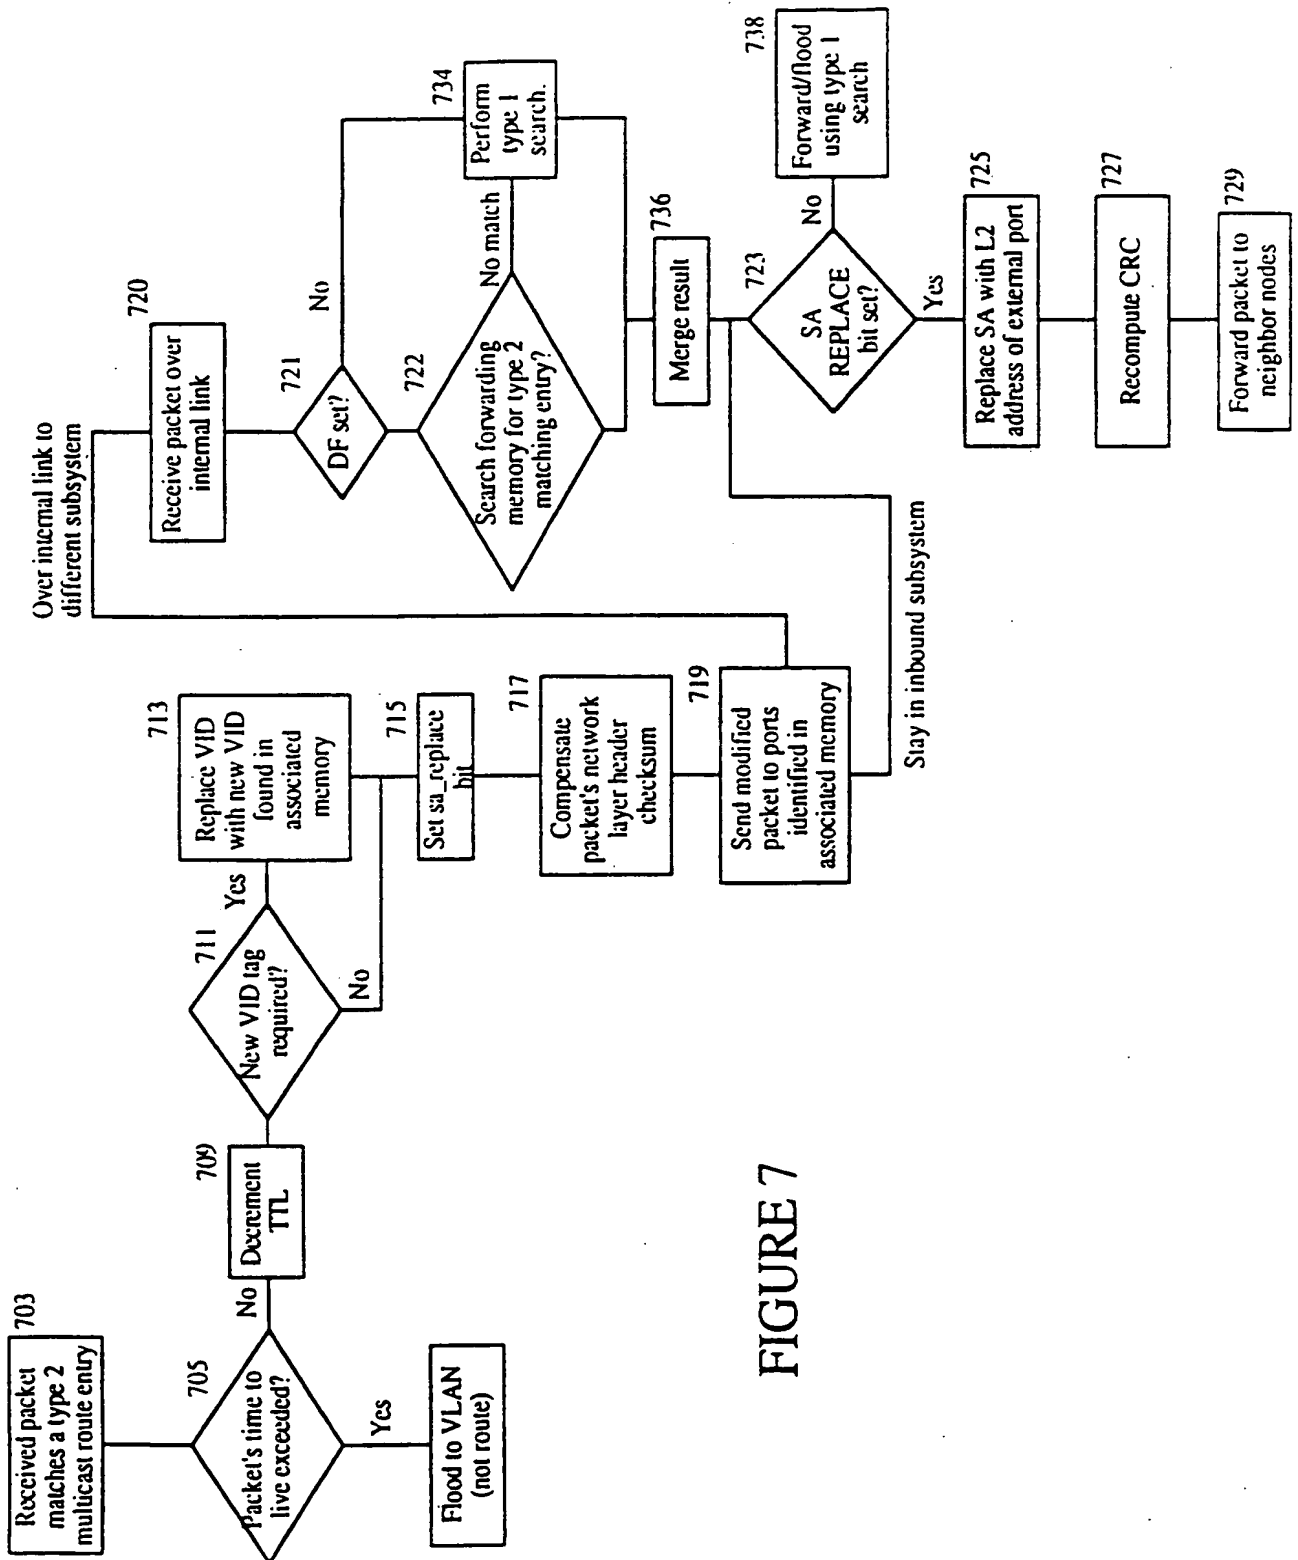 703
Received packet
matches a type 2
multicast route entry
705
Packet's time to
live exceeded?
Yes
Flood to VLAN
(not route)
No
709
Decrement
TTL
711
New VID tag
required?
Yes
No
713
Replace VID
with new VID
found in
associated
memory
715
Set sa_replace
bit
717
Compensate
packet's network
layer header
checksum
719
Send modified
packet to ports
identified in
associated memory
Over internal link to
different subsystem
Stay in inbound subsystem
720
Receive packet over
internal link
721
DF set?
No
722
Search forwarding
memory for type 2
matching entry?
No match
734
Perform
type 1
search.
736
Merge result
723
SA
REPLACE
bit set?
No
738
Forward/flood
using type 1
search
Yes
725
Replace SA with L2
address of external port
727
Recompute CRC
729
Forward packet to
neighbor nodes
FIGURE 7